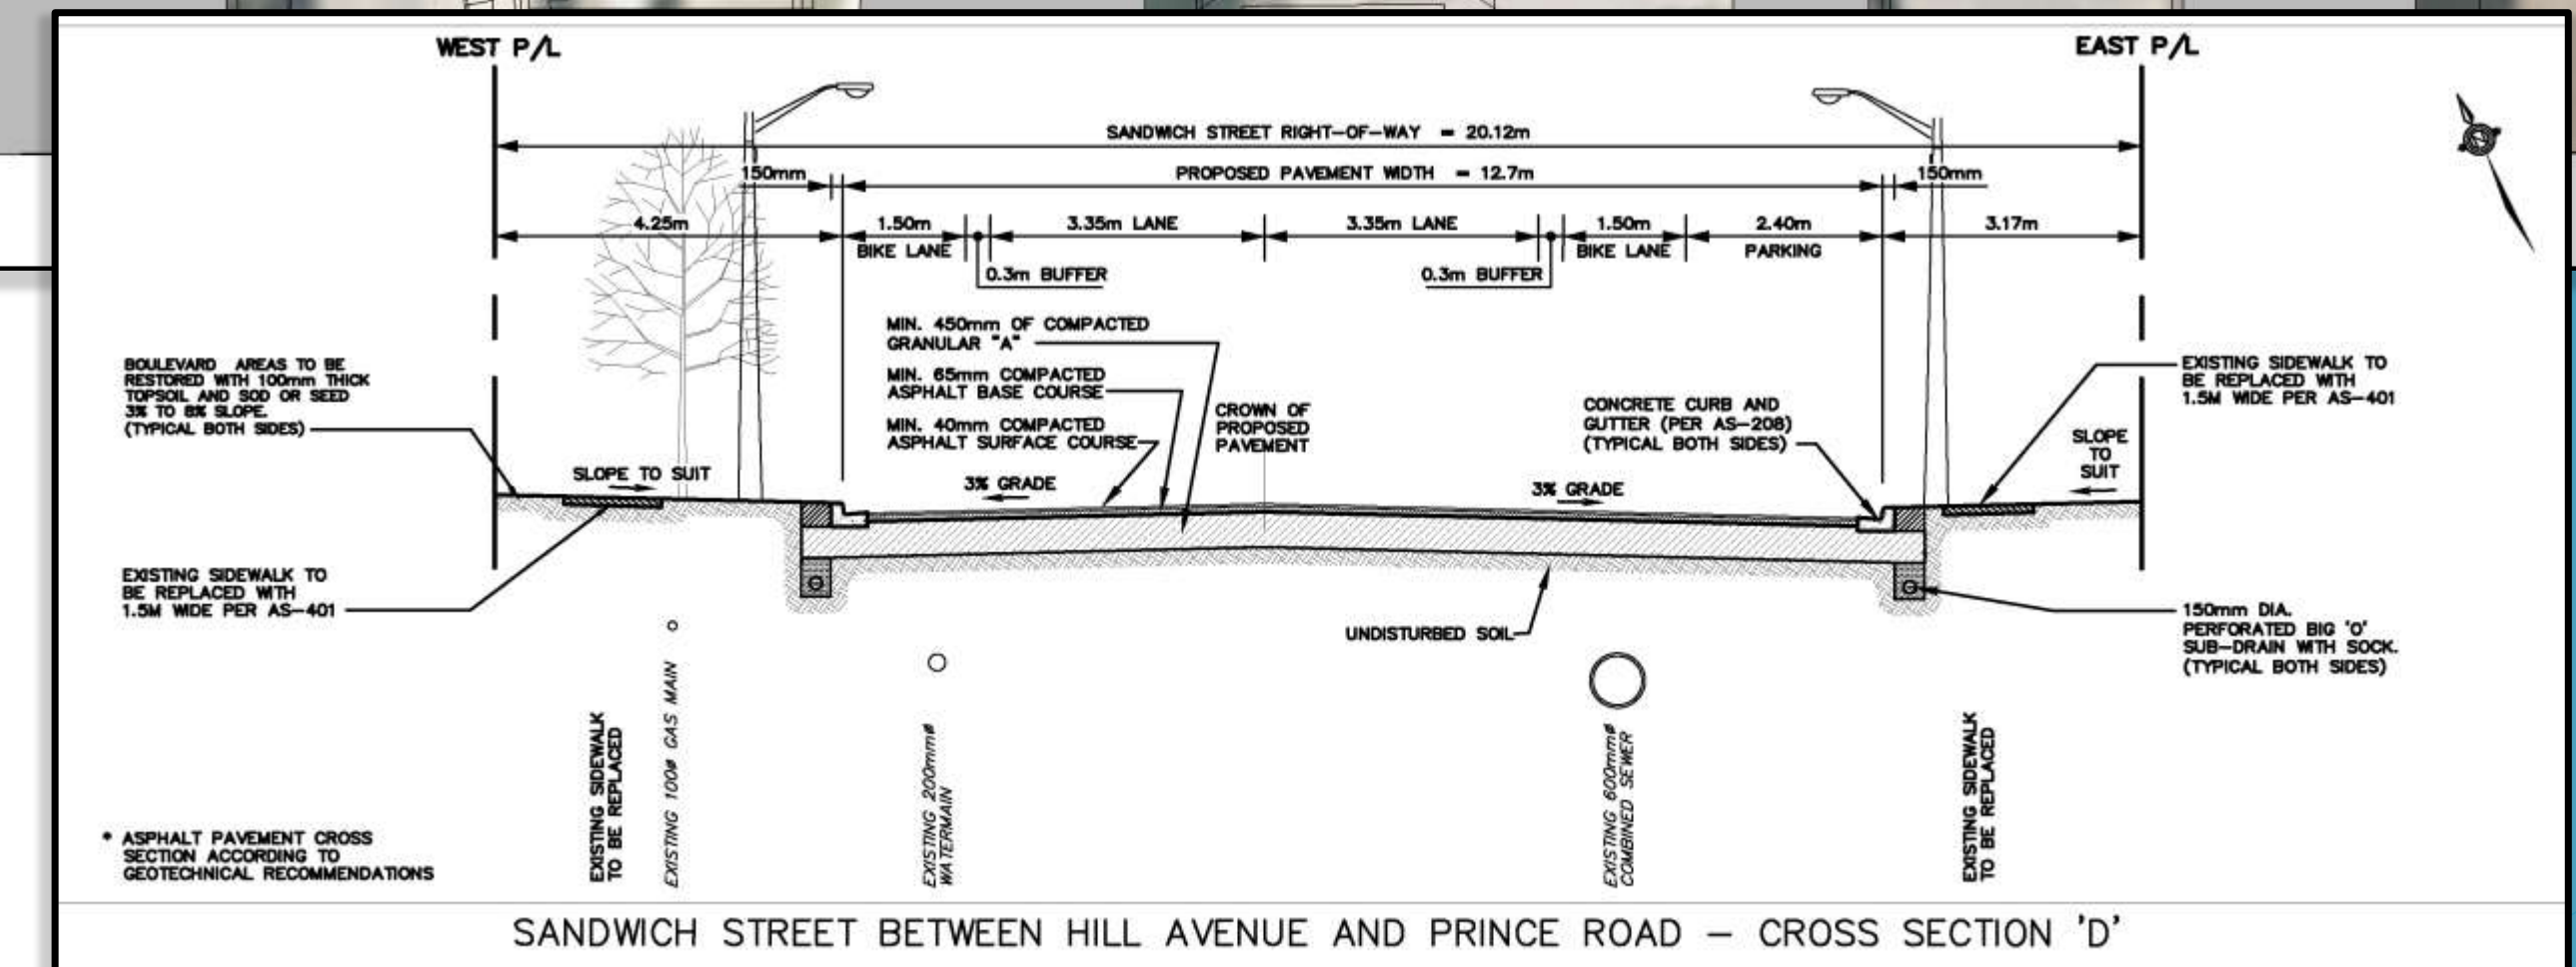 WEST P/L
EAST P/L
SANDWICH STREET RIGHT-OF-WAY = 20.12m
150mm
PROPOSED PAVEMENT WIDTH = 12.7m
150mm
4.25m
1.50m
BIKE LANE
3.35m LANE
3.35m LANE
1.50m
BIKE LANE
2.40m
PARKING
3.17m
0.3m BUFFER
0.3m BUFFER
BOULEVARD AREAS TO BE
RESTORED WITH 100mm THICK
TOPSOIL AND SOD OR SEED
3% TO 8% SLOPE.
(TYPICAL BOTH SIDES)
MIN. 450mm OF COMPACTED
GRANULAR "A"
MIN. 65mm COMPACTED
ASPHALT BASE COURSE
MIN. 40mm COMPACTED
ASPHALT SURFACE COURSE
CROWN OF
PROPOSED
PAVEMENT
CONCRETE CURB AND
GUTTER (PER AS-208)
(TYPICAL BOTH SIDES)
EXISTING SIDEWALK TO
BE REPLACED WITH
1.5M WIDE PER AS-401
SLOPE
TO
SUIT
SLOPE TO SUIT
3% GRADE
3% GRADE
EXISTING SIDEWALK TO
BE REPLACED WITH
1.5M WIDE PER AS-401
UNDISTURBED SOIL
150mm DIA.
PERFORATED BIG 'O'
SUB-DRAIN WITH SOCK.
(TYPICAL BOTH SIDES)
EXISTING SIDEWALK
TO BE REPLACED
EXISTING 100ø GAS MAIN
EXISTING 200mmø
WATERMAIN
EXISTING 600mmø
COMBINED SEWER
EXISTING SIDEWALK
TO BE REPLACED
* ASPHALT PAVEMENT CROSS
SECTION ACCORDING TO
GEOTECHNICAL RECOMMENDATIONS
SANDWICH STREET BETWEEN HILL AVENUE AND PRINCE ROAD – CROSS SECTION 'D'